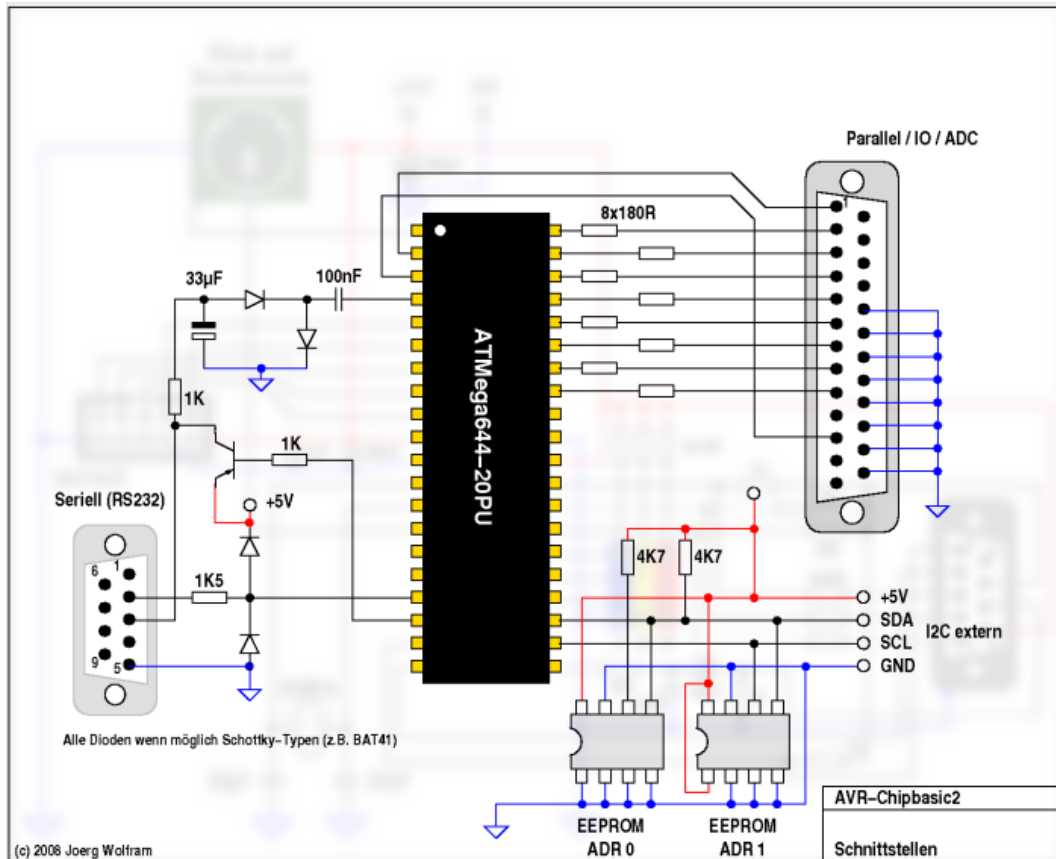 Parallel / IO / ADC
1
8x180R
33µF
100nF
ATMega644-20PU
1K
1K
Seriell (RS232)
+5V
6
1
1K5
9
5
4K7
4K7
+5V
SDA
SCL
GND
I2C extern
Alle Dioden wenn möglich Schottky-Typen (z.B. BAT41)
EEPROM
ADR 0
EEPROM
ADR 1
AVR-Chipbasic2
Schnittstellen
(c) 2008 Joerg Wolfram